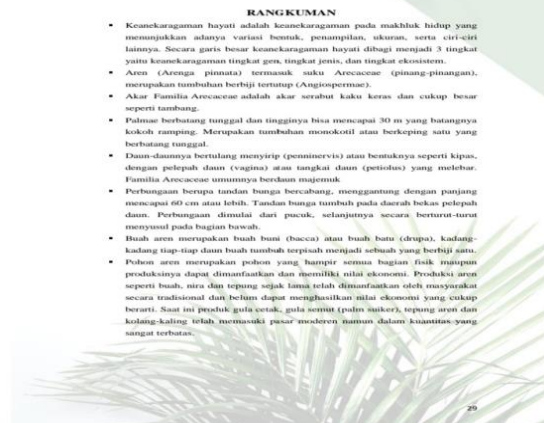 RANGKUMAN
▪ Keanekaragaman hayati adalah keanekaragaman pada makhluk hidup yang
menunjukkan adanya variasi bentuk, penampilan, ukuran, serta ciri-ciri
lainnya. Secara garis besar keanekaragaman hayati dibagi menjadi 3 tingkat
yaitu keanekaragaman tingkat gen, tingkat jenis, dan tingkat ekosistem.
▪ Aren (Arenga pinnata) termasuk suku Arecaceae (pinang-pinangan),
merupakan tumbuhan berbiji tertutup (Angiospermae).
▪ Akar Familia Arecaceae adalah akar serabut kaku keras dan cukup besar
seperti tambang.
▪ Palmae berbatang tunggal dan tingginya bisa mencapai 30 m yang batangnya
kokoh ramping. Merupakan tumbuhan monokotil atau berkeping satu yang
berbatang tunggal.
▪ Daun-daunnya bertulang menyirip (penninervis) atau bentuknya seperti kipas,
dengan pelepah daun (vagina) atau tangkai daun (petiolus) yang melebar.
Familia Arecaceae umumnya berdaun majemuk
▪ Perbungaan berupa tandan bunga bercabang, menggantung dengan panjang
mencapai 60 cm atau lebih. Tandan bunga tumbuh pada daerah bekas pelepah
daun. Perbungaan dimulai dari pucuk, selanjutnya secara berturut-turut
menyusul pada bagian bawah.
▪ Buah aren merupakan buah buni (bacca) atau buah batu (drupa), kadang-
kadang tiap-tiap daun buah tumbuh terpisah menjadi sebuah yang berbiji satu.
▪ Pohon aren merupakan pohon yang hampir semua bagian fisik maupun
produksinya dapat dimanfaatkan dan memiliki nilai ekonomi. Produksi aren
seperti buah, nira dan tepung sejak lama telah dimanfaatkan oleh masyarakat
secara tradisional dan belum dapat menghasilkan nilai ekonomi yang cukup
berarti. Saat ini produk gula cetak, gula semut (palm suiker), tepung aren dan
kolang-kaling telah memasuki pasar moderen namun dalam kuantitas yang
sangat terbatas.
29